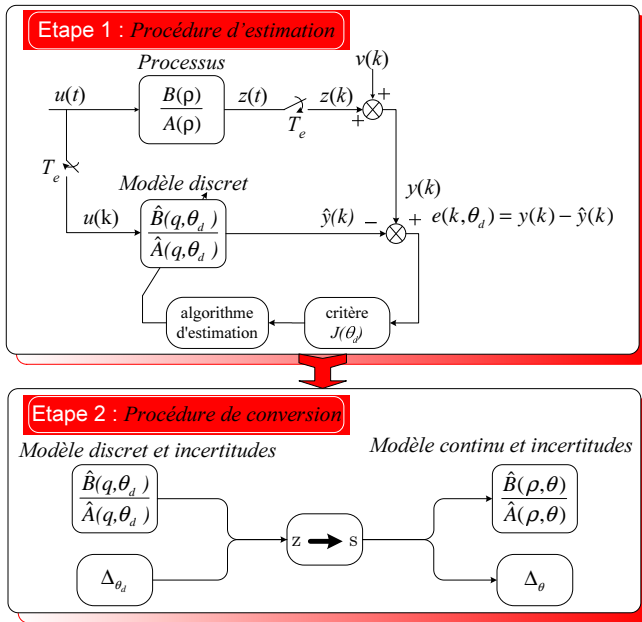 Etape 1 : Procédure d'estimation
Processus
v(k)
u(t)
B(ρ)
A(ρ)
z(t)
z(k)
+
+
T_e
T_e
Modèle discret
y(k)
u(k)
B̂(q,θ_d)
Â(q,θ_d)
ŷ(k)
−
+
e(k,θ_d) = y(k) − ŷ(k)
algorithme
d'estimation
critère
J(θ_d)
Etape 2 : Procédure de conversion
Modèle discret et incertitudes
Modèle continu et incertitudes
B̂(q,θ_d)
Â(q,θ_d)
B̂(ρ,θ)
Â(ρ,θ)
z → s
Δ_θ_d
Δ_θ